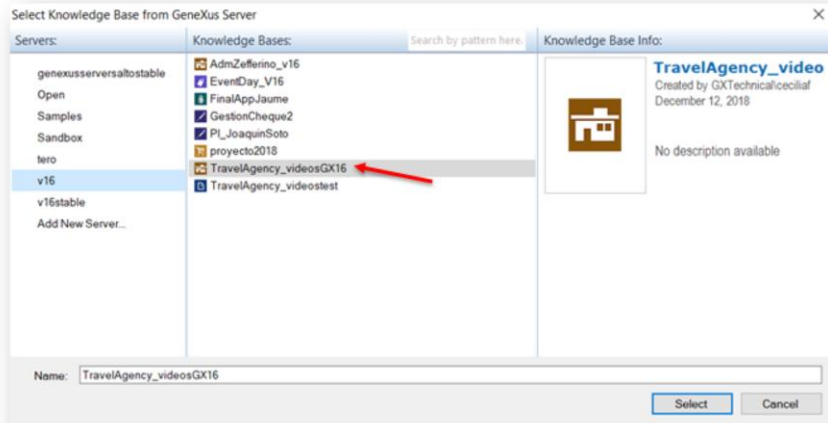 Select Knowledge Base from GeneXus Server
Servers:
genexusserversaltostable
Open
Samples
Sandbox
tero
v16
v16stable
Add New Server...
Knowledge Bases:
Search by pattern here.
AdmZefferino_v16
EventDay_V16
FinalAppJaume
GestionCheque2
PI_JoaquinSoto
proyecto2018
TravelAgency_videosGX16
TravelAgency_videostest
Knowledge Base Info:
TravelAgency_video
Created by GXTechnical\ceciliaf
December 12, 2018
No description available
Name: TravelAgency_videosGX16
Select
Cancel